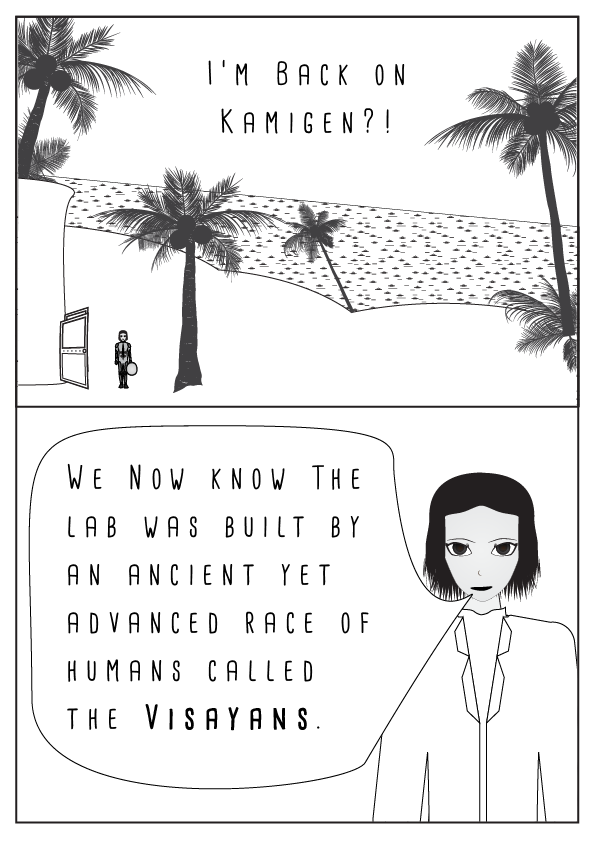 I'm Back on
Kamigen?!
We Now know The
lab was built by
an ancient yet
advanced race of
humans called
the Visayans.